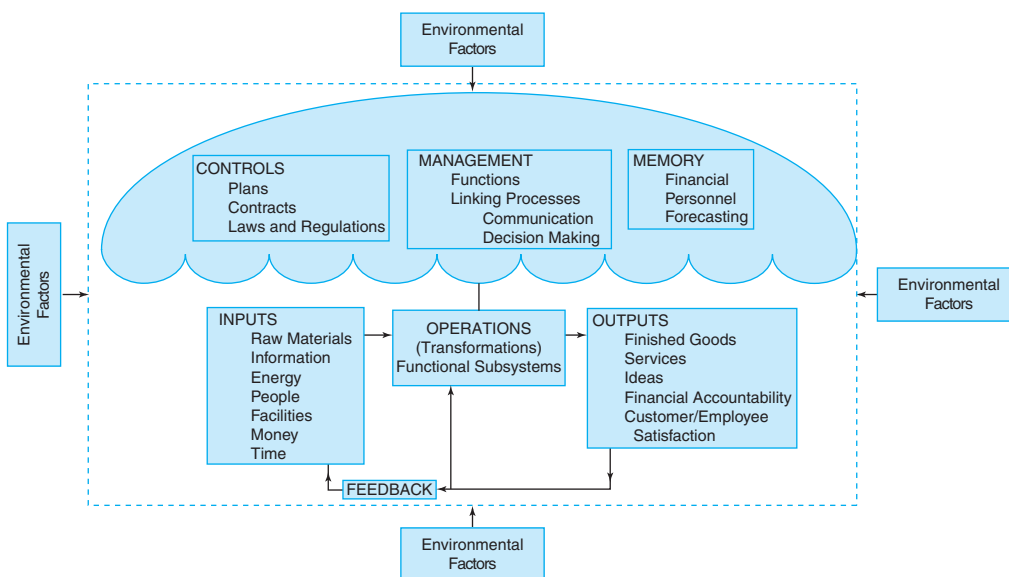 Environmental
Factors
CONTROLS
Plans
Contracts
Laws and Regulations
MANAGEMENT
Functions
Linking Processes
Communication
Decision Making
MEMORY
Financial
Personnel
Forecasting
Environmental
Factors
Environmental
Factors
INPUTS
Raw Materials
Information
Energy
People
Facilities
Money
Time
OPERATIONS
(Transformations)
Functional Subsystems
OUTPUTS
Finished Goods
Services
Ideas
Financial Accountability
Customer/Employee
Satisfaction
FEEDBACK
Environmental
Factors